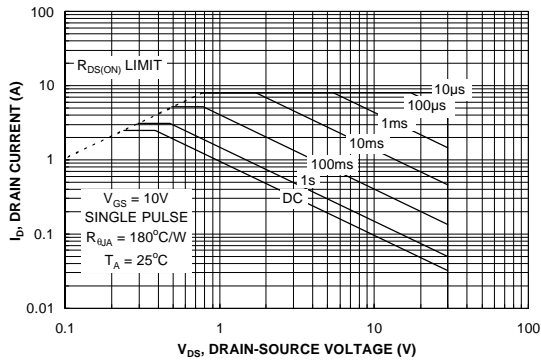 100
10
1
0.1
0.01
0.1
1
10
100
I_D, DRAIN CURRENT (A)
V_DS, DRAIN-SOURCE VOLTAGE (V)
R_DS(ON) LIMIT
10µs
100µs
1ms
10ms
100ms
1s
DC
V_GS = 10V
SINGLE PULSE
R_θJA = 180°C/W
T_A = 25°C